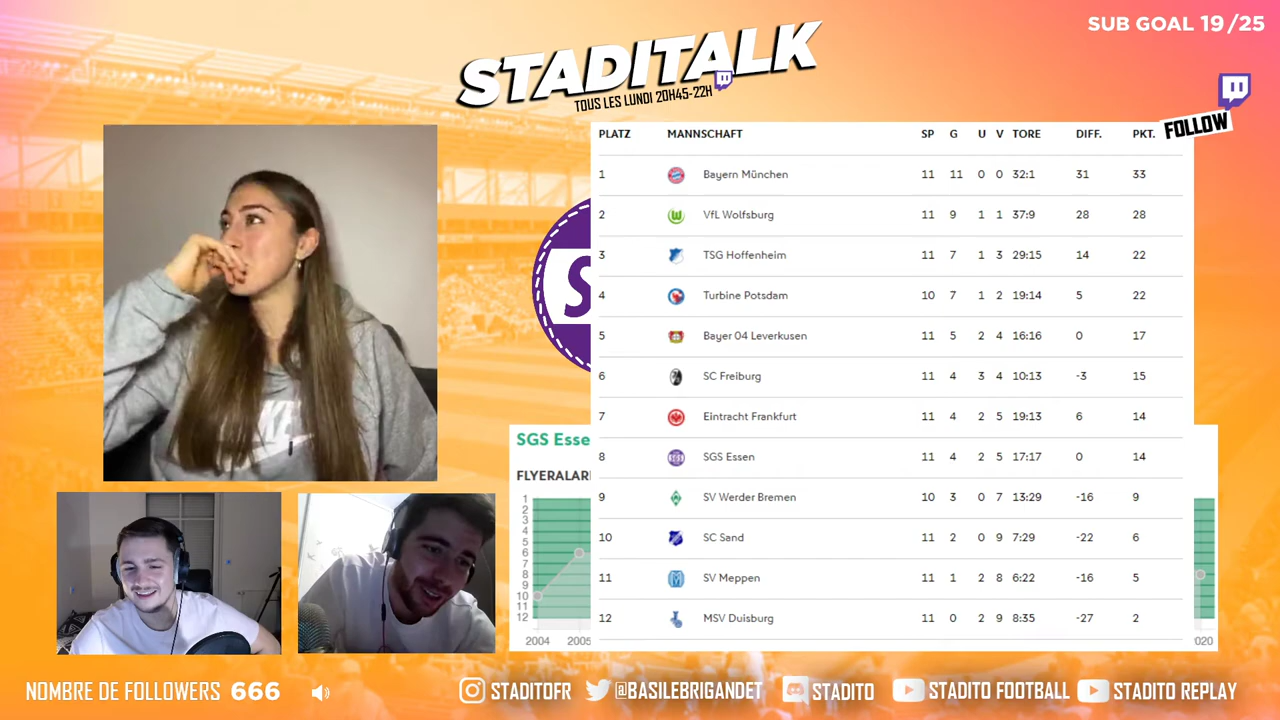 SUB GOAL 19/25
STADITALK
TOUS LES LUNDI 20H45-22H
FOLLOW
PLATZ MANNSCHAFT SP G U V TORE DIFF. PKT.
1 Bayern München 11 11 0 0 32:1 31 33
2 VfL Wolfsburg 11 9 1 1 37:9 28 28
3 TSG Hoffenheim 11 7 1 3 29:15 14 22
4 Turbine Potsdam 10 7 1 2 19:14 5 22
5 Bayer 04 Leverkusen 11 5 2 4 16:16 0 17
6 SC Freiburg 11 4 3 4 10:13 -3 15
7 Eintracht Frankfurt 11 4 2 5 19:13 6 14
8 SGS Essen 11 4 2 5 17:17 0 14
9 SV Werder Bremen 10 3 0 7 13:29 -16 9
10 SC Sand 11 2 0 9 7:29 -22 6
11 SV Meppen 11 1 2 8 6:22 -16 5
12 MSV Duisburg 11 0 2 9 8:35 -27 2
S
SGS Esse
FLYERALAR
1
2
3
4
5
6
7
8
9
10
11
12
2004 2005 2020
NIKE
NOMBRE DE FOLLOWERS 666
STADITOFR @BASILEBRIGANDET STADITO STADITO FOOTBALL STADITO REPLAY